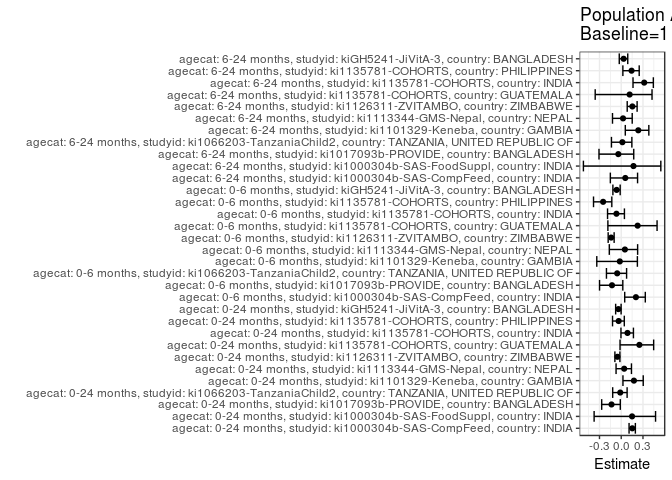 Population
Baseline=1
agecat: 6-24 months, studyid: kiGH5241-JiVitA-3, country: BANGLADESH
agecat: 6-24 months, studyid: ki1135781-COHORTS, country: PHILIPPINES
agecat: 6-24 months, studyid: ki1135781-COHORTS, country: INDIA
agecat: 6-24 months, studyid: ki1135781-COHORTS, country: GUATEMALA
agecat: 6-24 months, studyid: ki1126311-ZVITAMBO, country: ZIMBABWE
agecat: 6-24 months, studyid: ki1113344-GMS-Nepal, country: NEPAL
agecat: 6-24 months, studyid: ki1101329-Keneba, country: GAMBIA
agecat: 6-24 months, studyid: ki1066203-TanzaniaChild2, country: TANZANIA, UNITED REPUBLIC OF
agecat: 6-24 months, studyid: ki1017093b-PROVIDE, country: BANGLADESH
agecat: 6-24 months, studyid: ki1000304b-SAS-FoodSuppl, country: INDIA
agecat: 6-24 months, studyid: ki1000304b-SAS-CompFeed, country: INDIA
agecat: 0-6 months, studyid: kiGH5241-JiVitA-3, country: BANGLADESH
agecat: 0-6 months, studyid: ki1135781-COHORTS, country: PHILIPPINES
agecat: 0-6 months, studyid: ki1135781-COHORTS, country: INDIA
agecat: 0-6 months, studyid: ki1135781-COHORTS, country: GUATEMALA
agecat: 0-6 months, studyid: ki1126311-ZVITAMBO, country: ZIMBABWE
agecat: 0-6 months, studyid: ki1113344-GMS-Nepal, country: NEPAL
agecat: 0-6 months, studyid: ki1101329-Keneba, country: GAMBIA
agecat: 0-6 months, studyid: ki1066203-TanzaniaChild2, country: TANZANIA, UNITED REPUBLIC OF
agecat: 0-6 months, studyid: ki1017093b-PROVIDE, country: BANGLADESH
agecat: 0-6 months, studyid: ki1000304b-SAS-CompFeed, country: INDIA
agecat: 0-24 months, studyid: kiGH5241-JiVitA-3, country: BANGLADESH
agecat: 0-24 months, studyid: ki1135781-COHORTS, country: PHILIPPINES
agecat: 0-24 months, studyid: ki1135781-COHORTS, country: INDIA
agecat: 0-24 months, studyid: ki1135781-COHORTS, country: GUATEMALA
agecat: 0-24 months, studyid: ki1126311-ZVITAMBO, country: ZIMBABWE
agecat: 0-24 months, studyid: ki1113344-GMS-Nepal, country: NEPAL
agecat: 0-24 months, studyid: ki1101329-Keneba, country: GAMBIA
agecat: 0-24 months, studyid: ki1066203-TanzaniaChild2, country: TANZANIA, UNITED REPUBLIC OF
agecat: 0-24 months, studyid: ki1017093b-PROVIDE, country: BANGLADESH
agecat: 0-24 months, studyid: ki1000304b-SAS-FoodSuppl, country: INDIA
agecat: 0-24 months, studyid: ki1000304b-SAS-CompFeed, country: INDIA
-0.3 0.0 0.3
Estimate